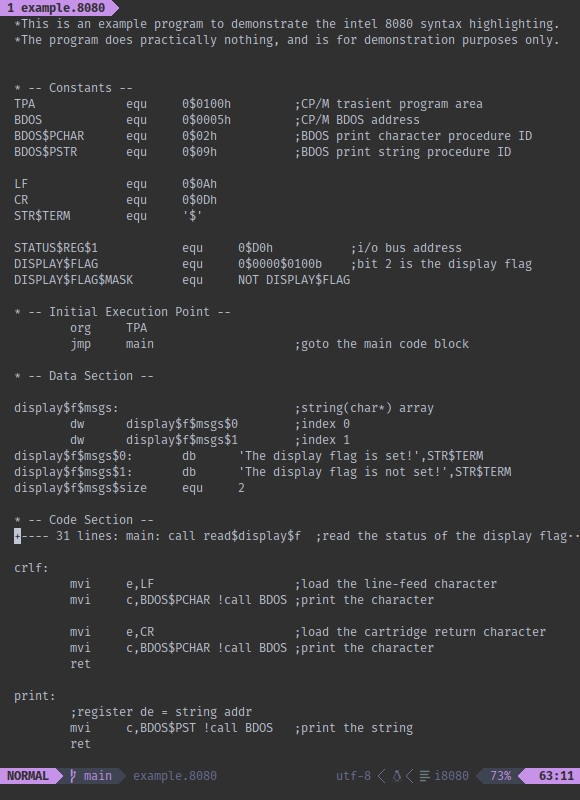 1 example.8080
*This is an example program to demonstrate the intel 8080 syntax highlighting.
*The program does practically nothing, and is for demonstration purposes only.
* -- Constants --
TPA equ 0$0100h ;CP/M trasient program area
BDOS equ 0$0005h ;CP/M BDOS address
BDOS$PCHAR equ 0$02h ;BDOS print character procedure ID
BDOS$PSTR equ 0$09h ;BDOS print string procedure ID
LF equ 0$0Ah
CR equ 0$0Dh
STR$TERM equ '$'
STATUS$REG$1 equ 0$D0h ;i/o bus address
DISPLAY$FLAG equ 0$0000$0100b ;bit 2 is the display flag
DISPLAY$FLAG$MASK equ NOT DISPLAY$FLAG
* -- Initial Execution Point --
org TPA
jmp main ;goto the main code block
* -- Data Section --
display$f$msgs: ;string(char*) array
dw display$f$msgs$0 ;index 0
dw display$f$msgs$1 ;index 1
display$f$msgs$0: db 'The display flag is set!',STR$TERM
display$f$msgs$1: db 'The display flag is not set!',STR$TERM
display$f$msgs$size equ 2
* -- Code Section --
+---- 31 lines: main: call read$display$f ;read the status of the display flag··
crlf:
mvi e,LF ;load the line-feed character
mvi c,BDOS$PCHAR !call BDOS ;print the character
mvi e,CR ;load the cartridge return character
mvi c,BDOS$PCHAR !call BDOS ;print the character
ret
print:
;register de = string addr
mvi c,BDOS$PST !call BDOS ;print the string
ret
NORMAL main example.8080 utf-8 i8080 73% 63:11